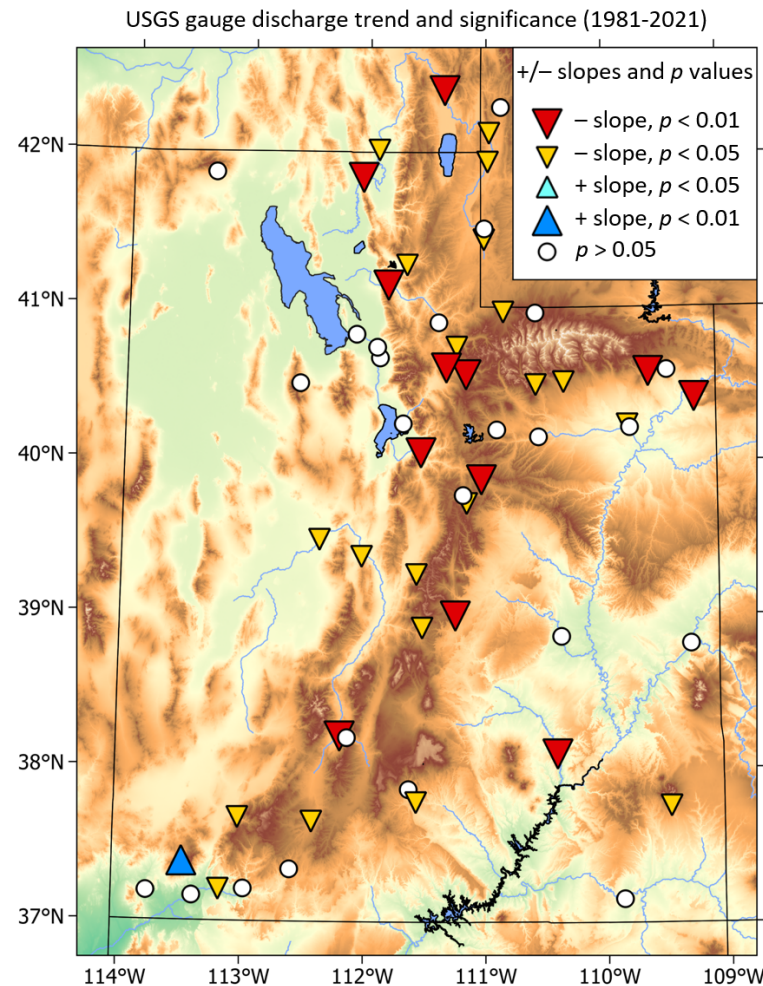 USGS gauge discharge trend and significance (1981-2021)
+/− slopes and p values
− slope, p < 0.01
− slope, p < 0.05
+ slope, p < 0.05
+ slope, p < 0.01
p > 0.05
42°N
41°N
40°N
39°N
38°N
37°N
114°W 113°W 112°W 111°W 110°W 109°W